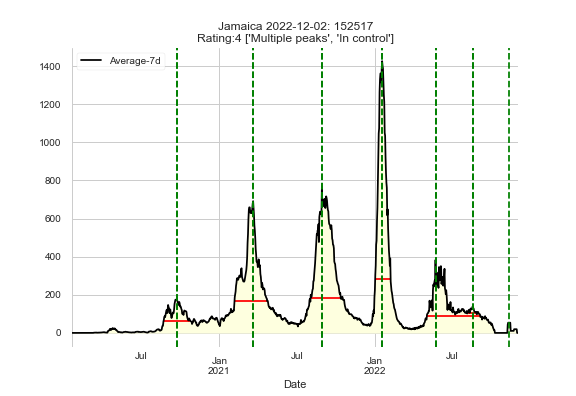 Jamaica 2022-12-02: 152517
Rating:4 ['Multiple peaks', 'In control']
Average-7d
1400
1200
1000
800
600
400
200
0
Jul
Jan
2021
Jul
Jan
2022
Jul
Date